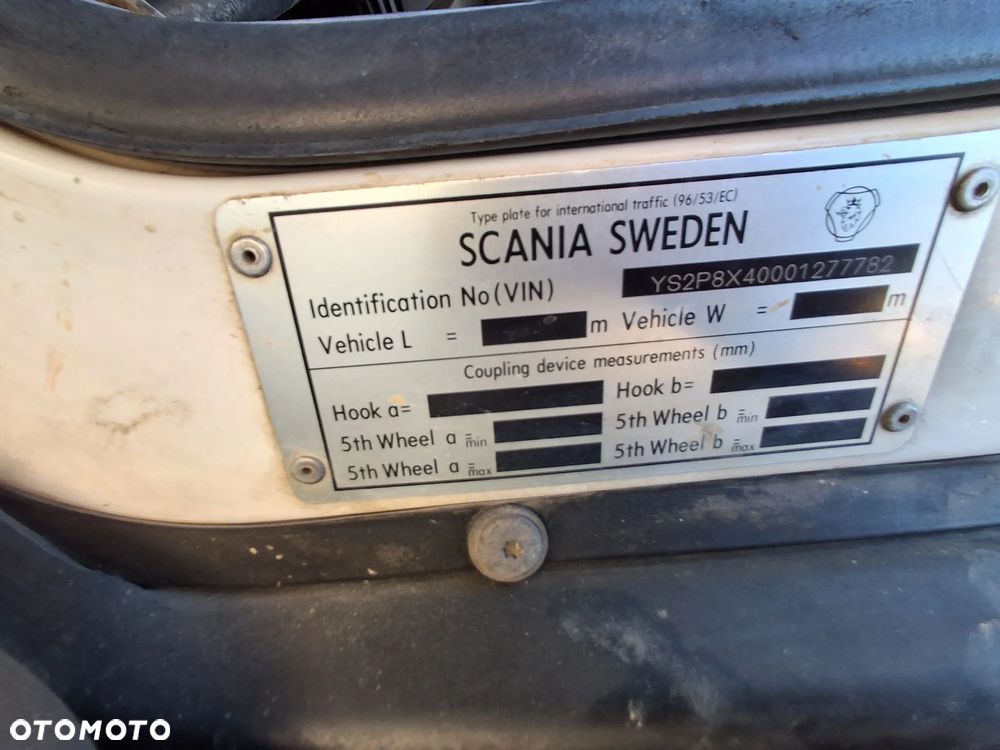 Type plate for international traffic (96/53/EC)
SCANIA SWEDEN
Identification No (VIN) YS2P8X40001277782
Vehicle L = m Vehicle W = m
Coupling device measurements (mm)
Hook a= Hook b=
5th Wheel a min = 5th Wheel b min =
5th Wheel a max = 5th Wheel b max =
OTOMOTO